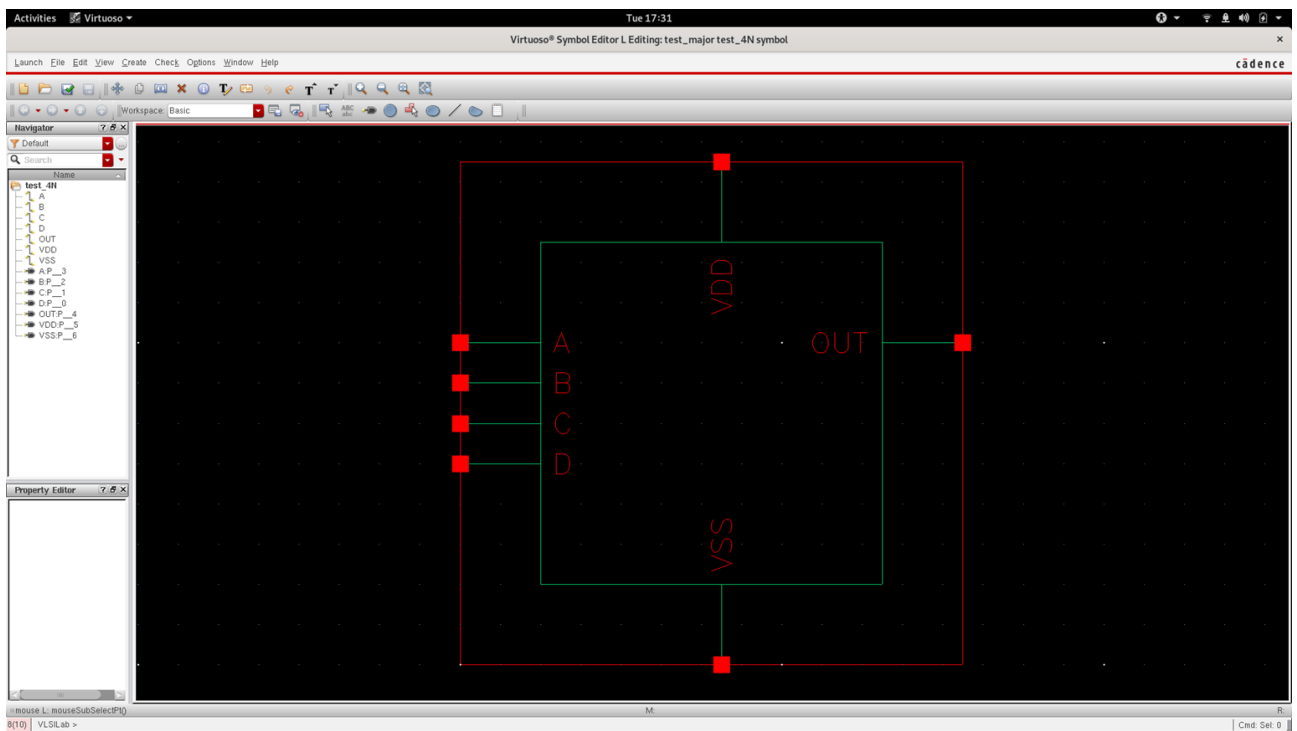 Activities Virtuoso Tue 17:31
Virtuoso® Symbol Editor L Editing: test_major test_4N symbol
Launch File Edit View Create Check Options Window Help cādence
Workspace: Basic
Navigator
Default
Search
Name
test_4N
A
B
C
D
OUT
VDD
VSS
A:P__3
B:P__2
C:P__1
D:P__0
OUT:P__4
VDD:P__5
VSS:P__6
Property Editor
VDD
A
OUT
B
C
D
VSS
mouse L: mouseSubSelectPt() M: R:
8(10) VLSILab > Cmd: Sel: 0